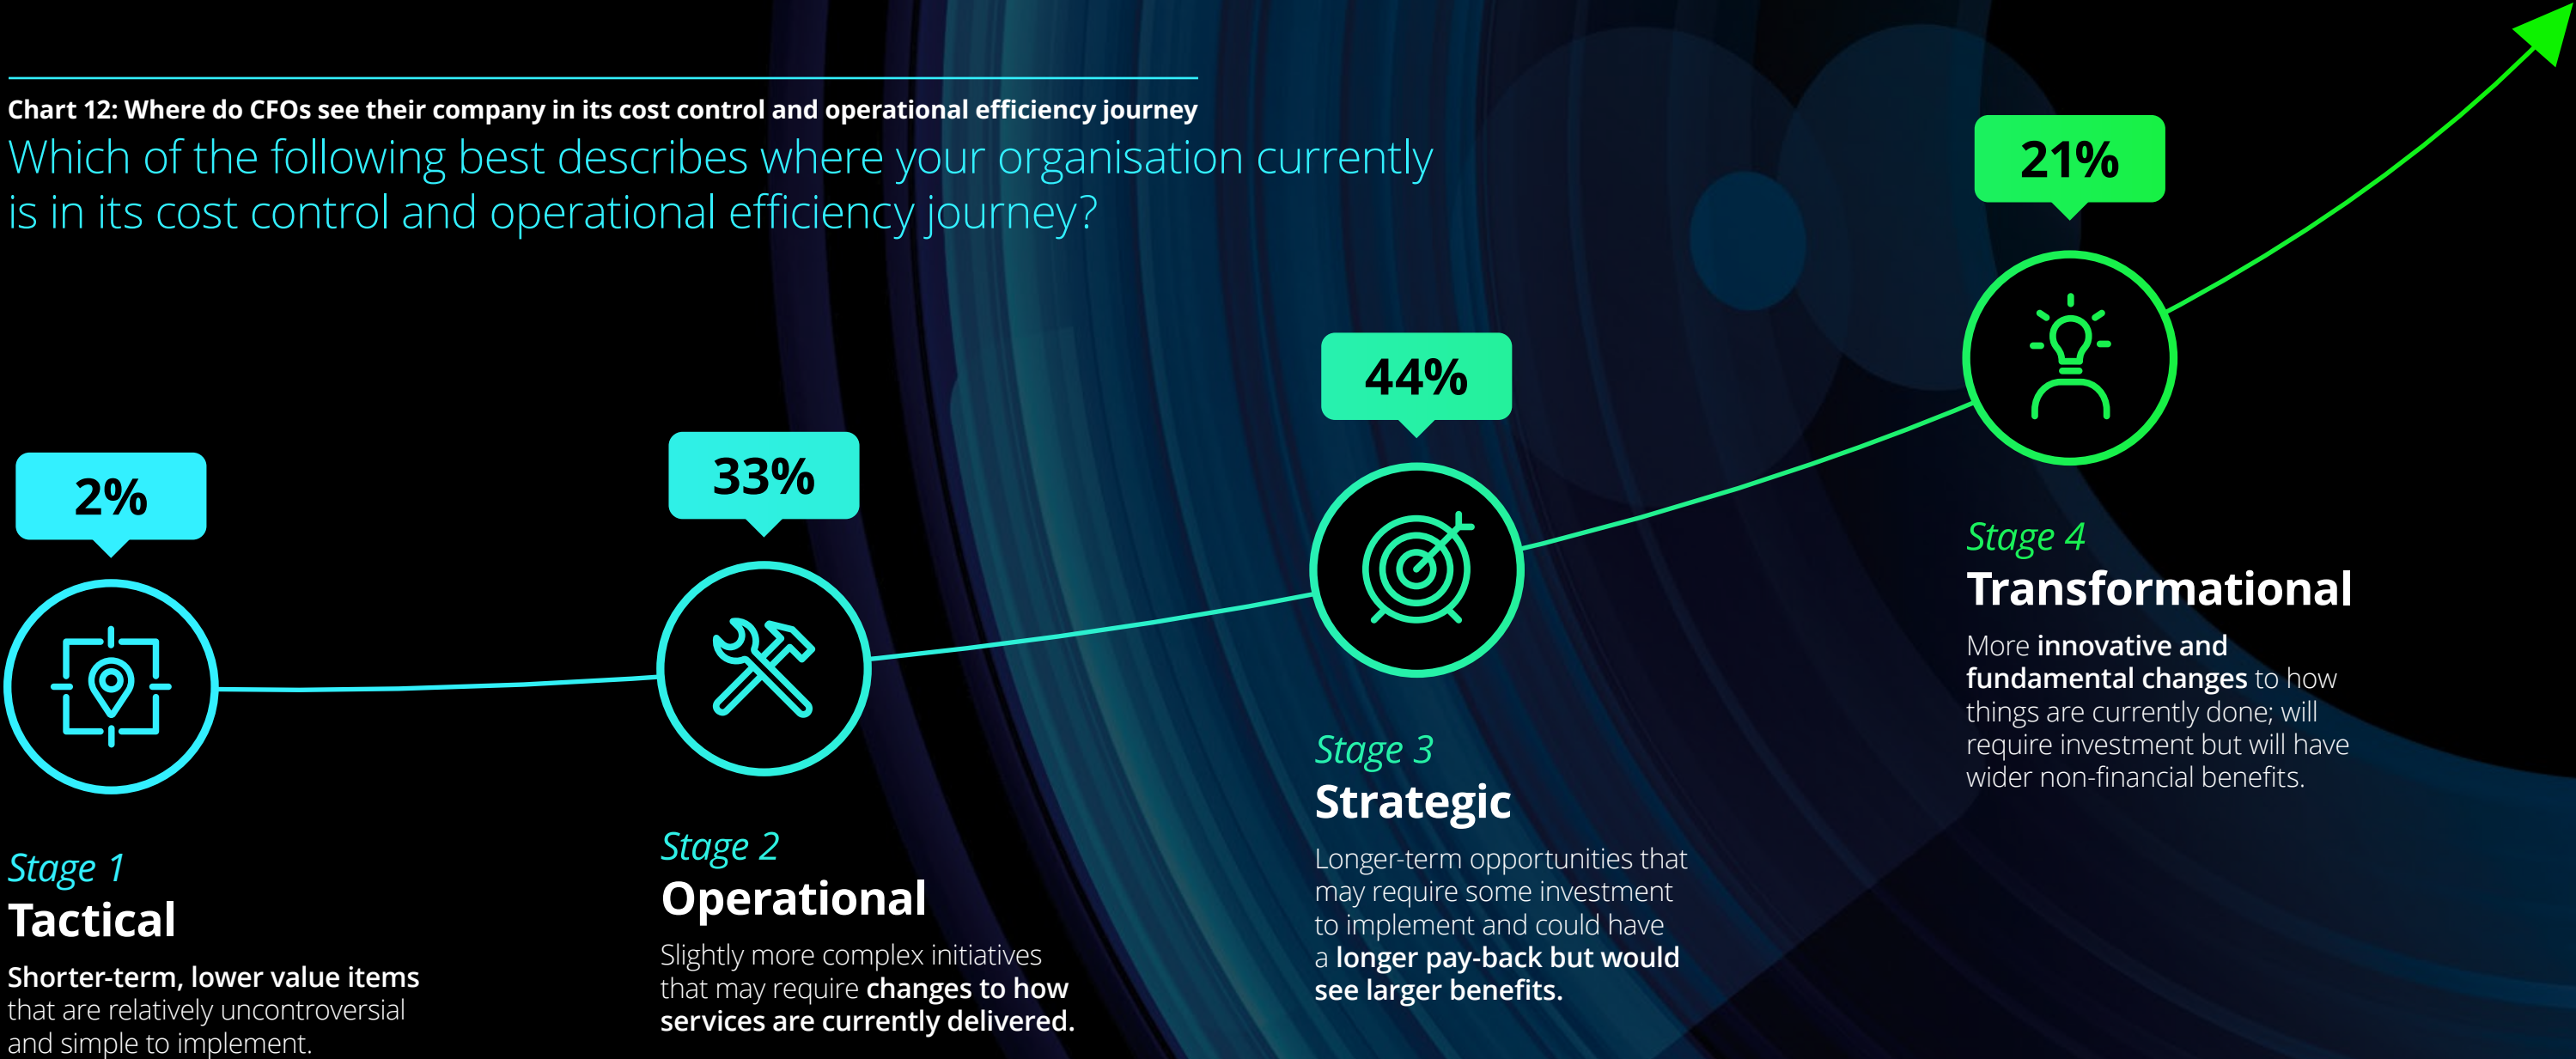 Chart 12: Where do CFOs see their company in its cost control and operational efficiency journey
Which of the following best describes where your organisation currently
is in its cost control and operational efficiency journey?
2%
Stage 1
Tactical
Shorter-term, lower value items
that are relatively uncontroversial
and simple to implement.
33%
Stage 2
Operational
Slightly more complex initiatives
that may require changes to how
services are currently delivered.
44%
Stage 3
Strategic
Longer-term opportunities that
may require some investment
to implement and could have
a longer pay-back but would
see larger benefits.
21%
Stage 4
Transformational
More innovative and
fundamental changes to how
things are currently done; will
require investment but will have
wider non-financial benefits.